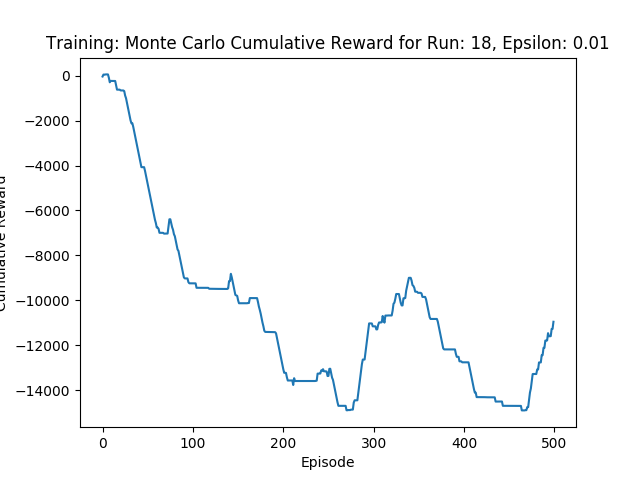 Training: Monte Carlo Cumulative Reward for Run: 18, Epsilon: 0.01
0
−2000
−4000
−6000
−8000
−10000
−12000
−14000
Cumulative Reward
0 100 200 300 400 500
Episode